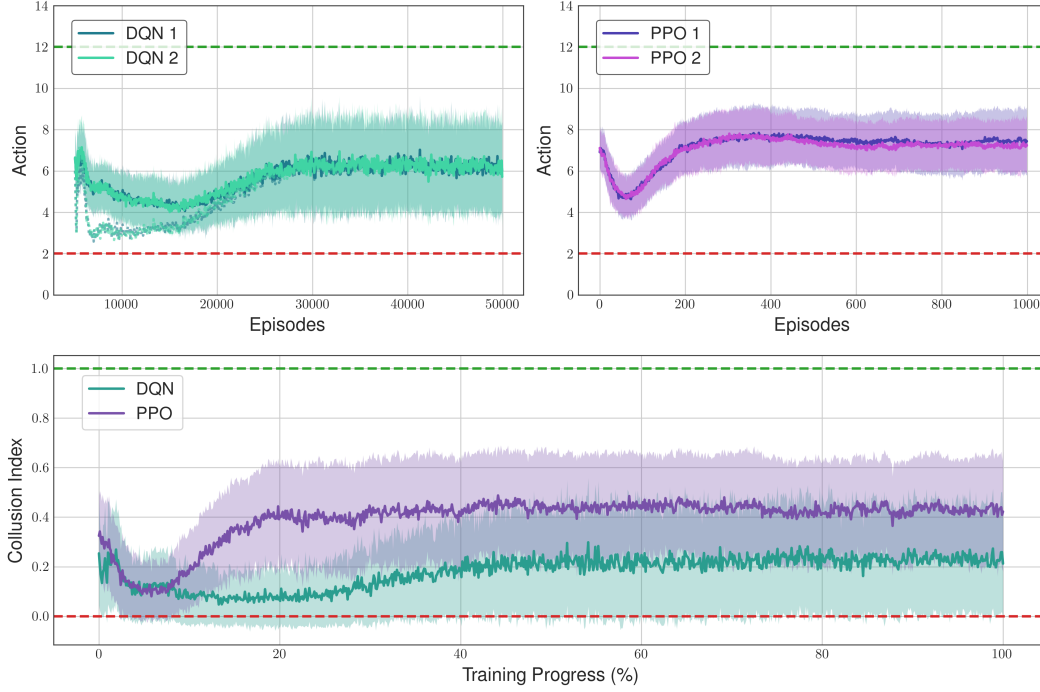 14
12
10
8
6
4
2
0
Action
DQN 1
DQN 2
10000 20000 30000 40000 50000
Episodes
14
12
10
8
6
4
2
0
Action
PPO 1
PPO 2
0 200 400 600 800 1000
Episodes
1.0
0.8
0.6
0.4
0.2
0.0
Collusion Index
DQN
PPO
0 20 40 60 80 100
Training Progress (%)